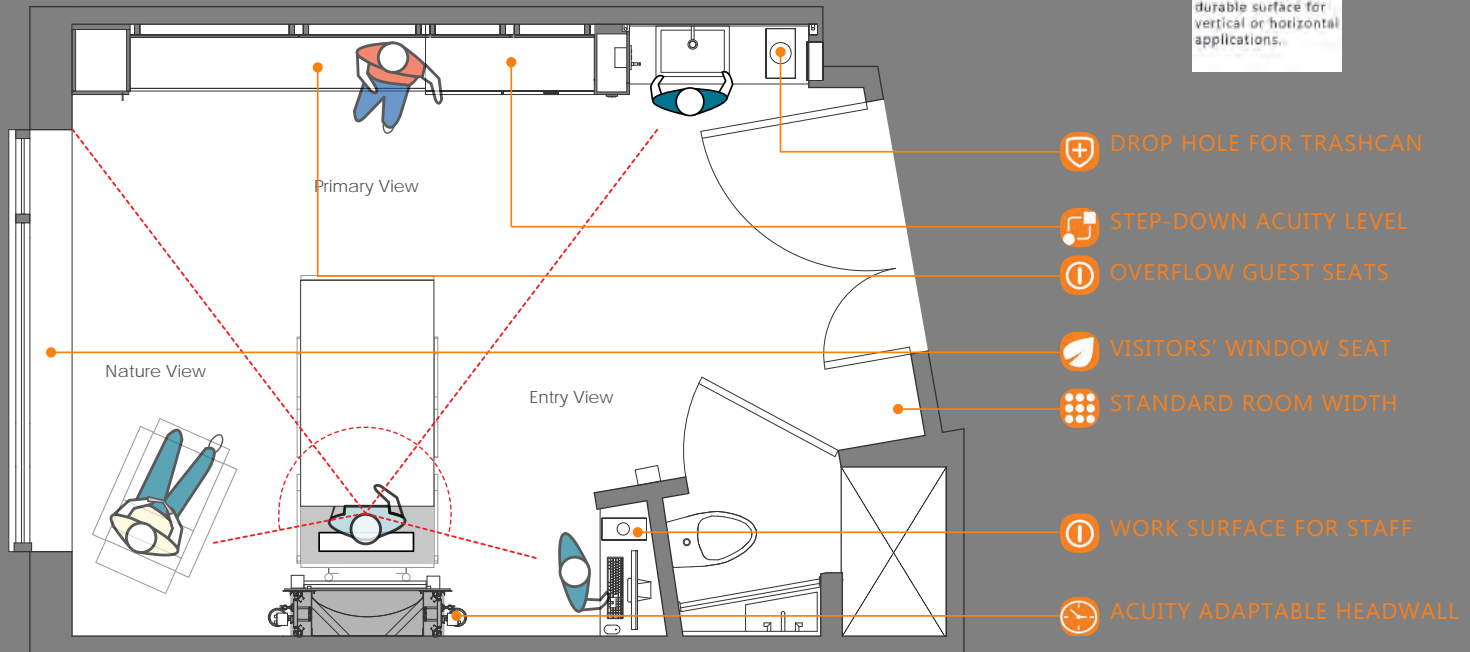 durable surface for
vertical or horizontal
applications.
DROP HOLE FOR TRASHCAN
Primary View
STEP-DOWN ACUITY LEVEL
OVERFLOW GUEST SEATS
VISITORS' WINDOW SEAT
Nature View
Entry View
STANDARD ROOM WIDTH
WORK SURFACE FOR STAFF
ACUITY ADAPTABLE HEADWALL